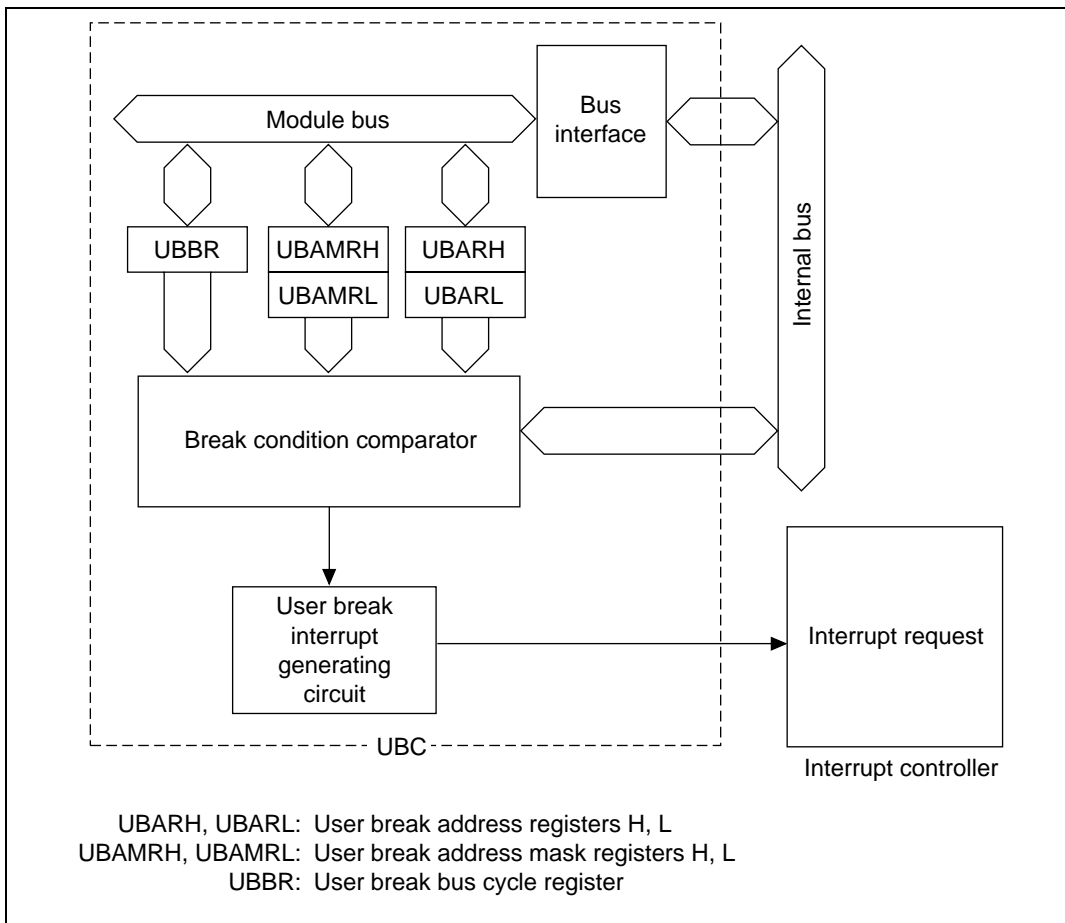 Module bus
Bus
interface
Internal bus
UBBR
UBAMRH
UBARH
UBAMRL
UBARL
Break condition comparator
User break
interrupt
generating
circuit
Interrupt request
UBC
Interrupt controller
UBARH, UBARL: User break address registers H, L
UBAMRH, UBAMRL: User break address mask registers H, L
UBBR: User break bus cycle register